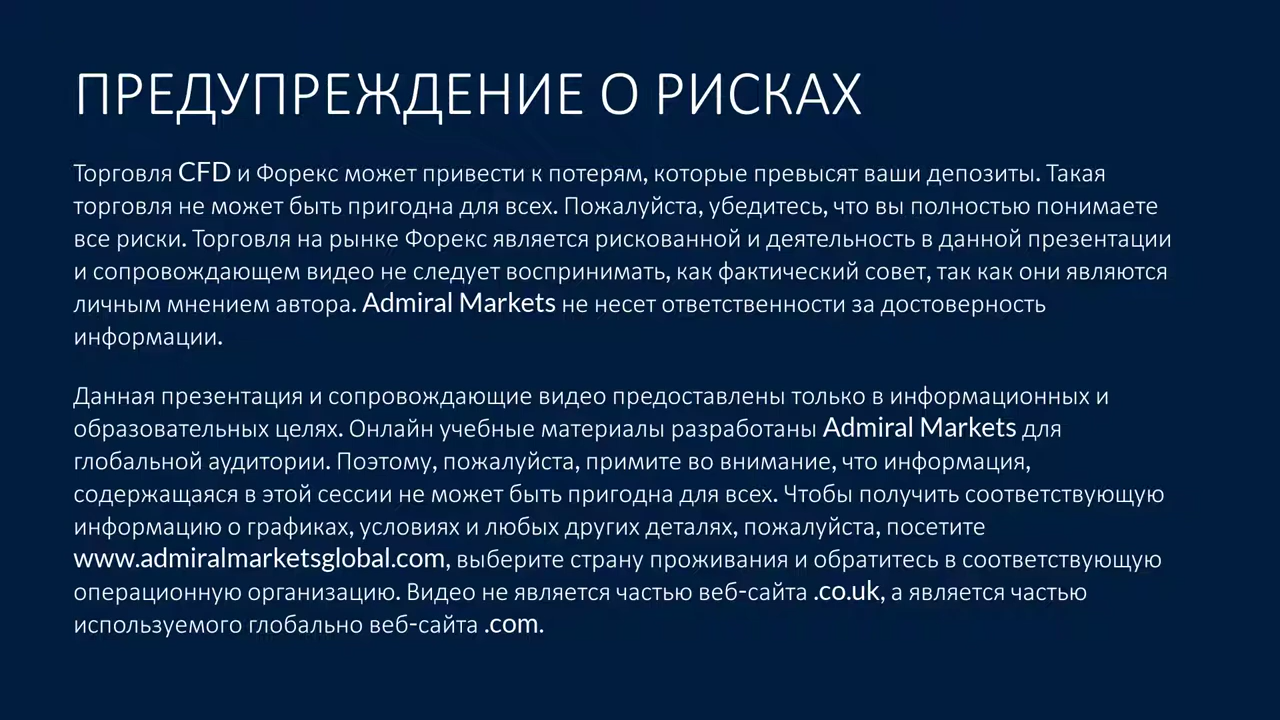 ПРЕДУПРЕЖДЕНИЕ О РИСКАХ
Торговля CFD и Форекс может привести к потерям, которые превысят ваши депозиты. Такая
торговля не может быть пригодна для всех. Пожалуйста, убедитесь, что вы полностью понимаете
все риски. Торговля на рынке Форекс является рискованной и деятельность в данной презентации
и сопровождающем видео не следует воспринимать, как фактический совет, так как они являются
личным мнением автора. Admiral Markets не несет ответственности за достоверность
информации.
Данная презентация и сопровождающие видео предоставлены только в информационных и
образовательных целях. Онлайн учебные материалы разработаны Admiral Markets для
глобальной аудитории. Поэтому, пожалуйста, примите во внимание, что информация,
содержащаяся в этой сессии не может быть пригодна для всех. Чтобы получить соответствующую
информацию о графиках, условиях и любых других деталях, пожалуйста, посетите
www.admiralmarketsglobal.com, выберите страну проживания и обратитесь в соответствующую
операционную организацию. Видео не является частью веб-сайта .co.uk, а является частью
используемого глобально веб-сайта .com.